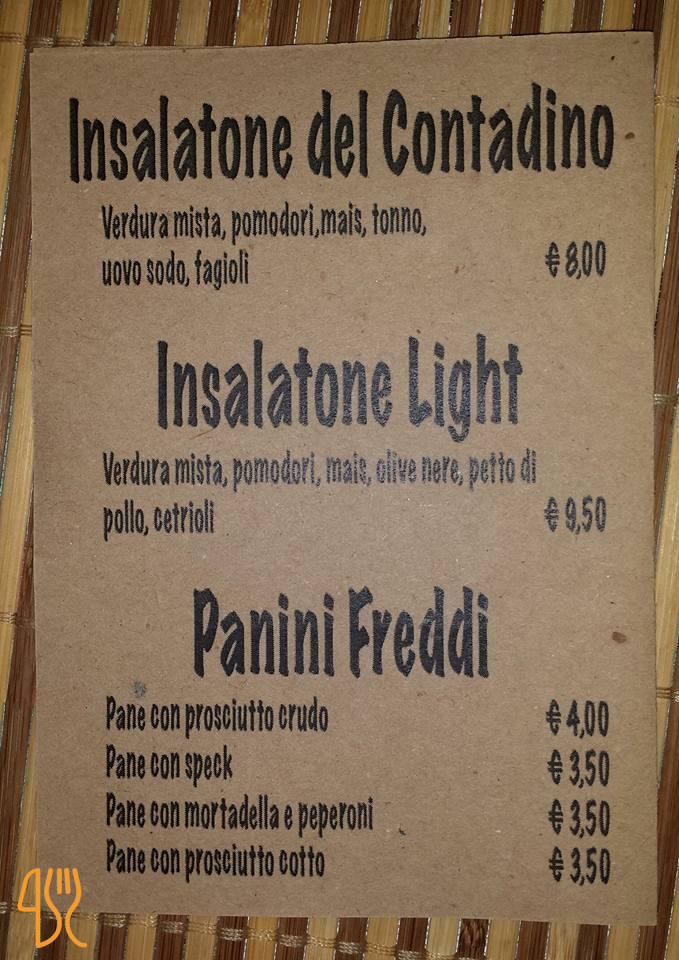 Insalatone del Contadino
Verdura mista, pomodori,mais, tonno,
uovo sodo, fagioli € 8,00
Insalatone Light
Verdura mista, pomodori, mais, olive nere, petto di
pollo, cetrioli € 9,50
Panini Freddi
Pane con prosciutto crudo € 4,00
Pane con speck € 3,50
Pane con mortadella e peperoni € 3,50
Pane con prosciutto cotto € 3,50